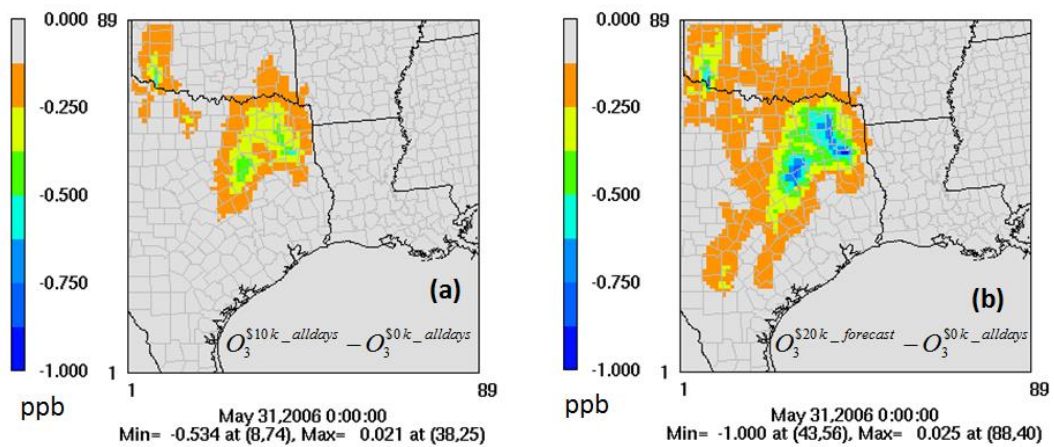 89
0.000
-0.250
-0.500
-0.750
-1.000
ppb
(a)
O₃^{$10k_alldays} − O₃^{$0k_alldays}
1
1
89
May 31,2006 0:00:00
Min= -0.534 at (8,74), Max= 0.021 at (38,25)
89
0.000
-0.250
-0.500
-0.750
-1.000
ppb
(b)
O₃^{$20k_forecast} − O₃^{$0k_alldays}
1
1
89
May 31,2006 0:00:00
Min= -1.000 at (43,56), Max= 0.025 at (88,40)